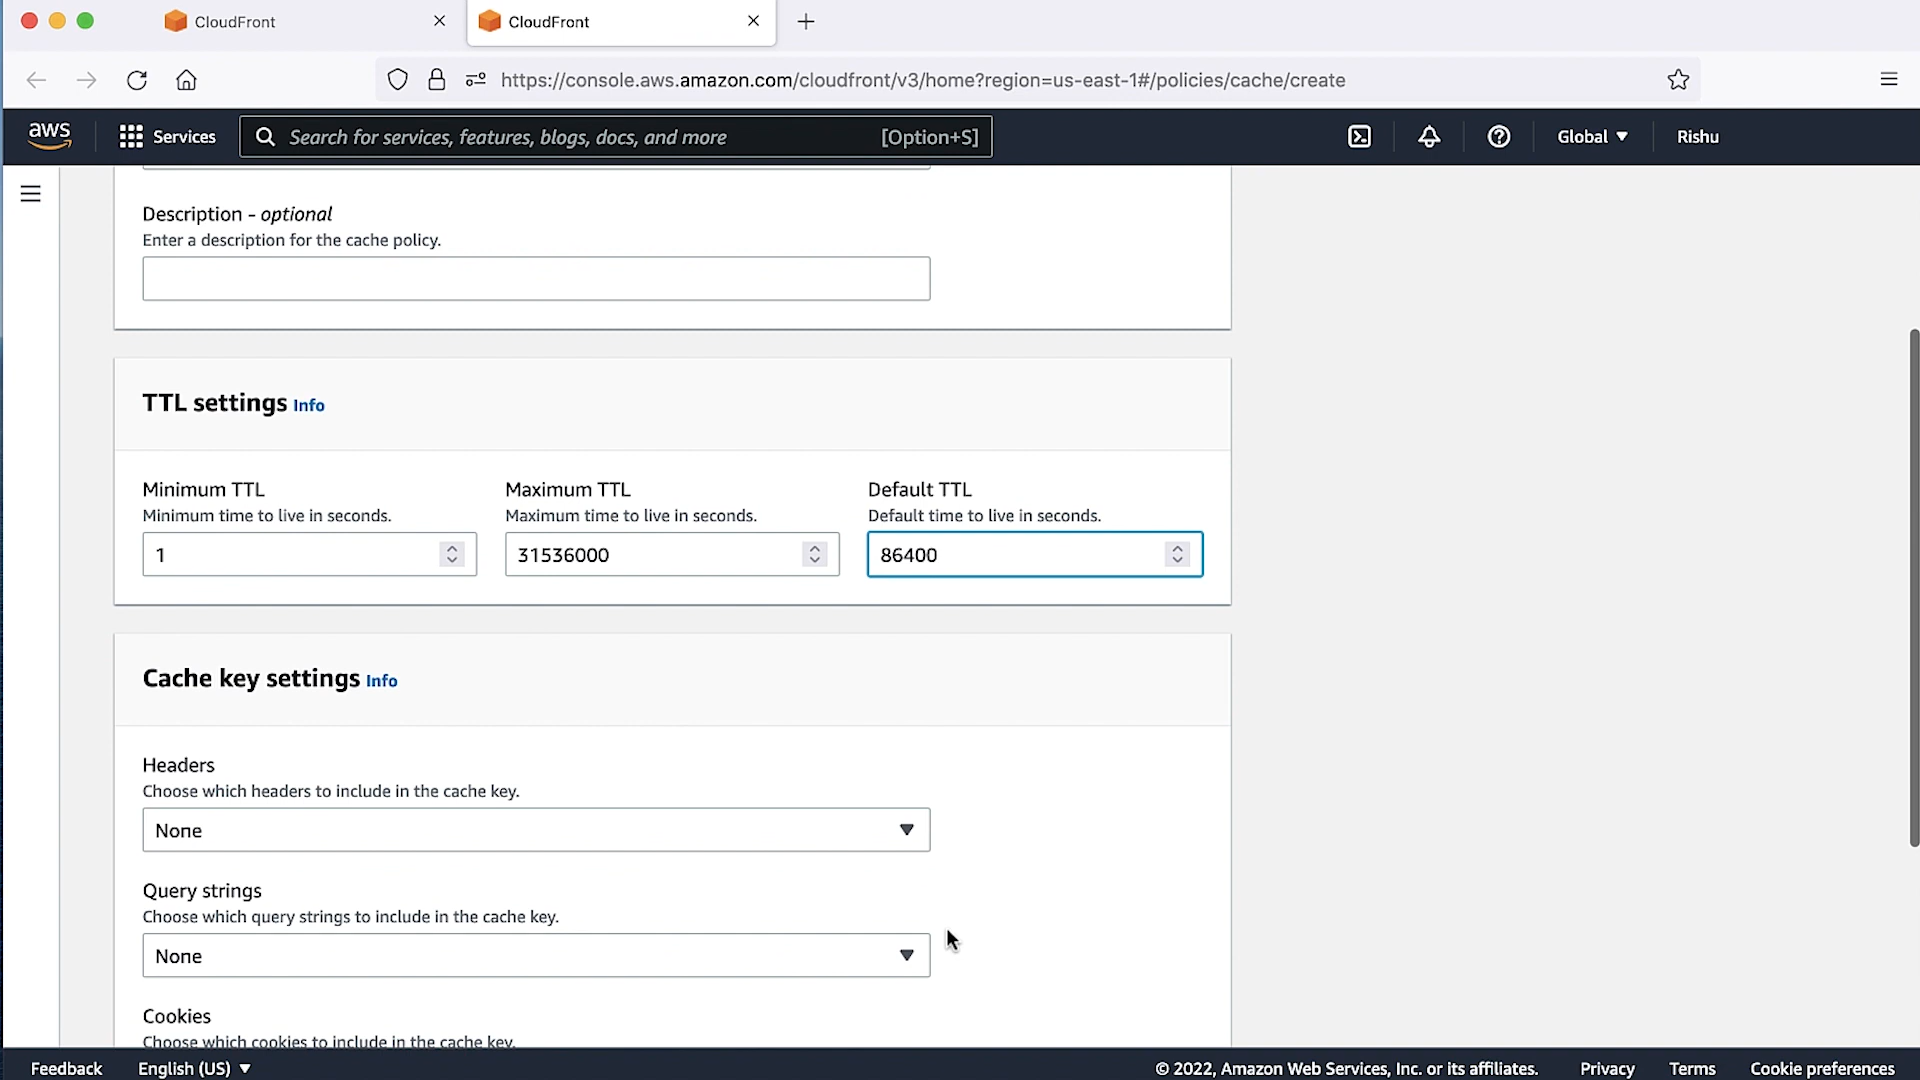 CloudFront
CloudFront
https://console.aws.amazon.com/cloudfront/v3/home?region=us-east-1#/policies/cache/create
aws
Services
Search for services, features, blogs, docs, and more [Option+S]
Global
Rishu
Description - optional
Enter a description for the cache policy.
TTL settings Info
Minimum TTL
Minimum time to live in seconds.
1
Maximum TTL
Maximum time to live in seconds.
31536000
Default TTL
Default time to live in seconds.
86400
Cache key settings Info
Headers
Choose which headers to include in the cache key.
None
Query strings
Choose which query strings to include in the cache key.
None
Cookies
Choose which cookies to include in the cache key.
Feedback
English (US)
© 2022, Amazon Web Services, Inc. or its affiliates.
Privacy
Terms
Cookie preferences